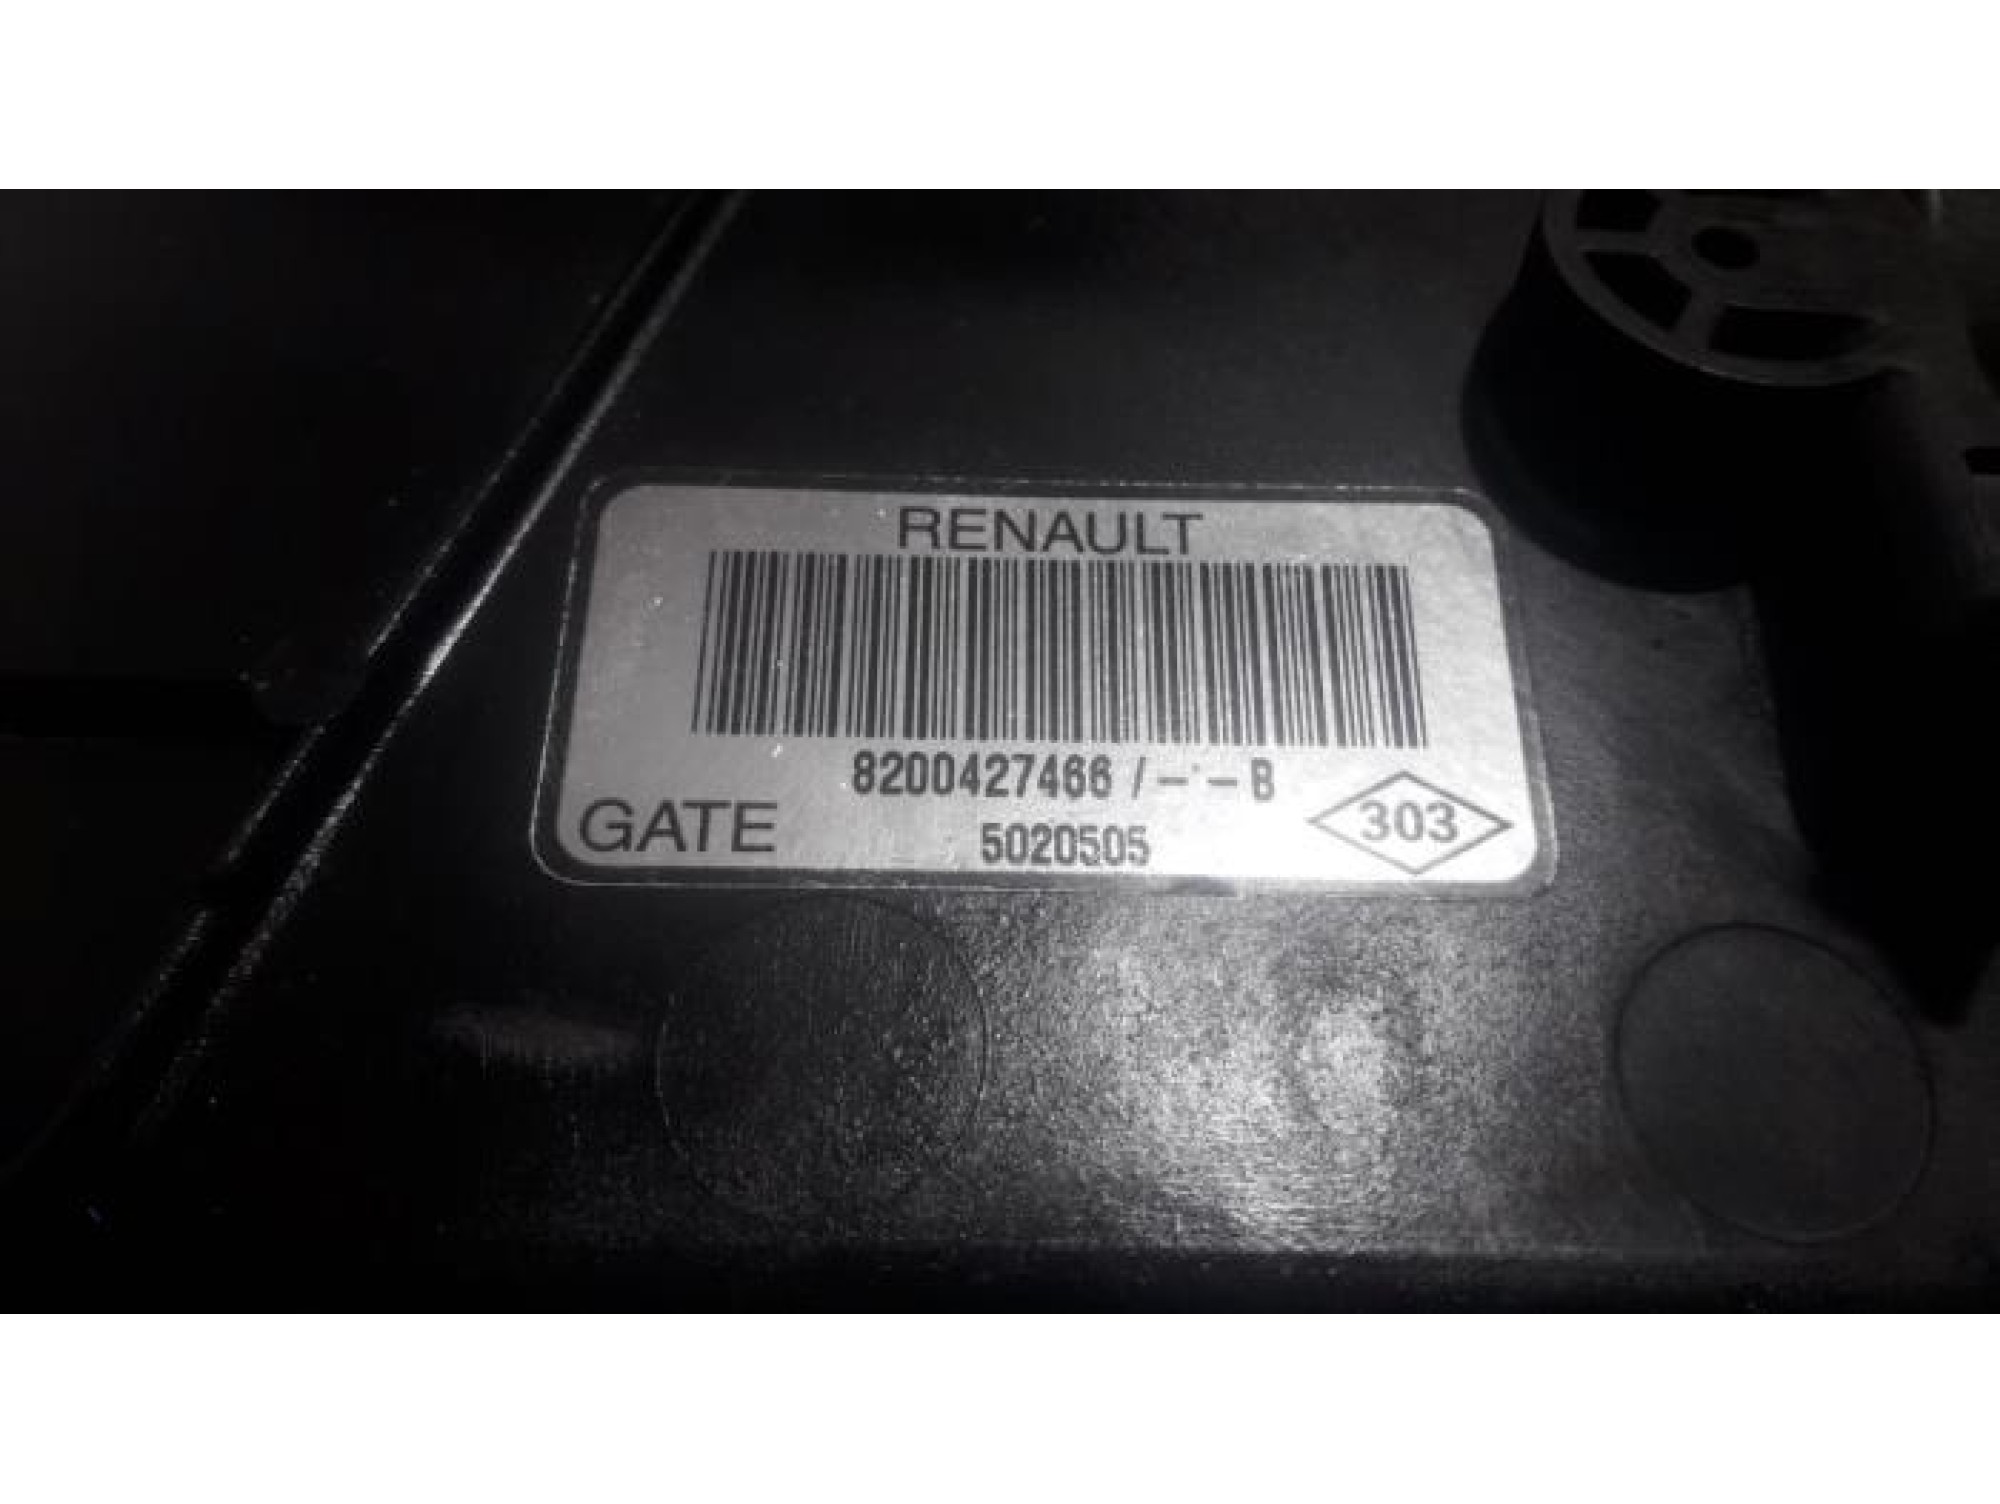 RENAULT
8200427466 / - - - B
GATE 5020505 303